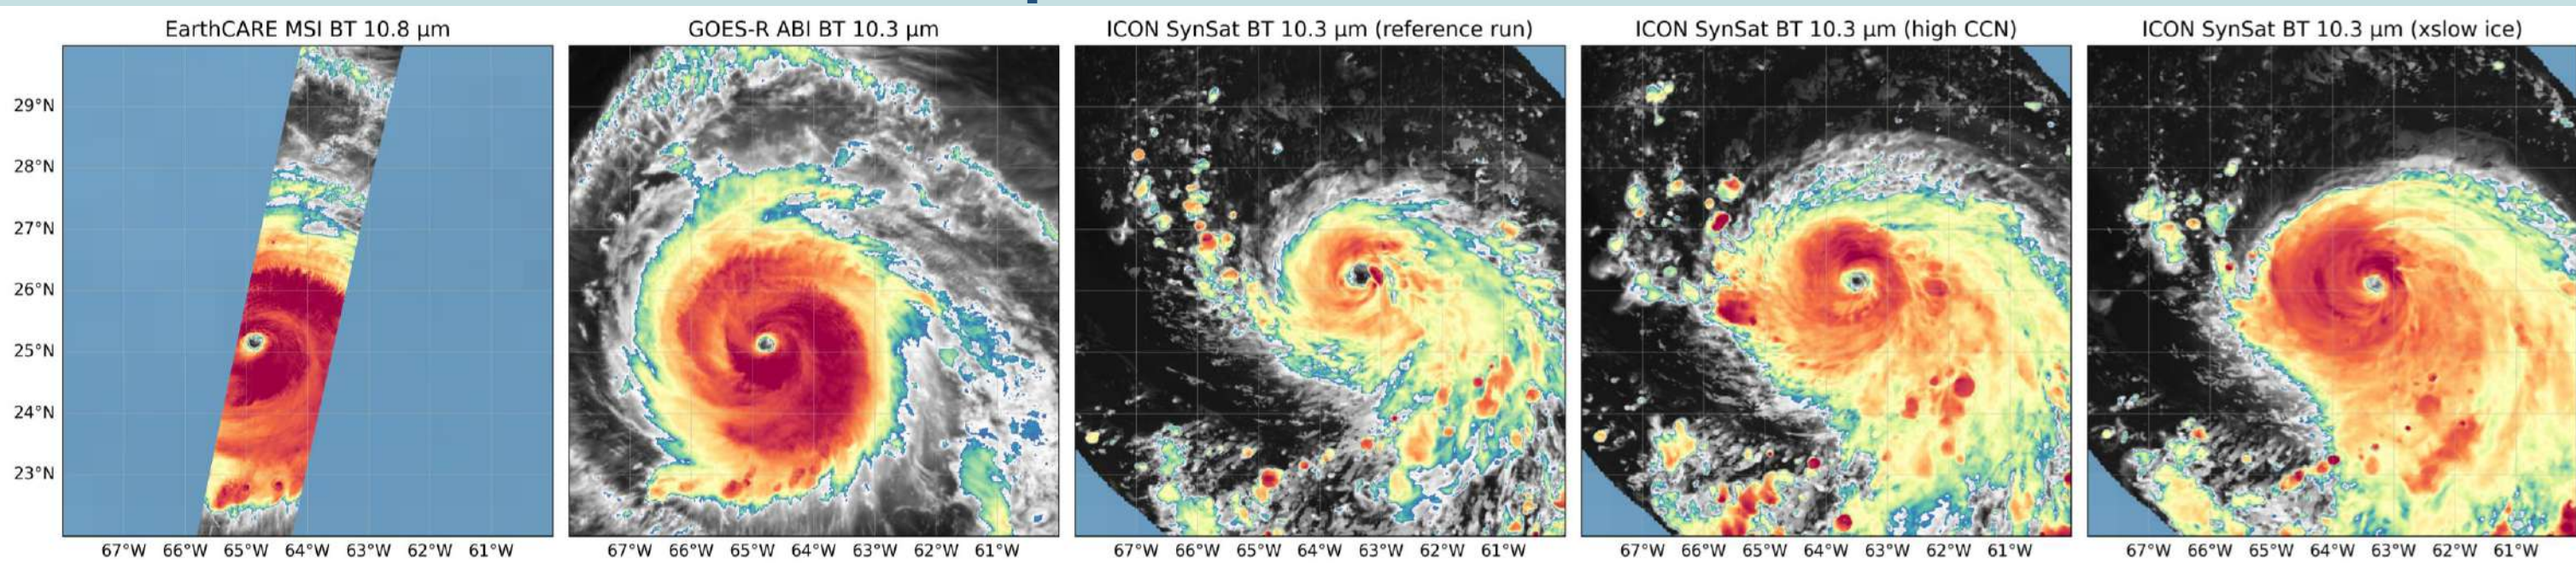 EarthCARE MSI BT 10.8 µm
GOES-R ABI BT 10.3 µm
ICON SynSat BT 10.3 µm (reference run)
ICON SynSat BT 10.3 µm (high CCN)
ICON SynSat BT 10.3 µm (xslow ice)
29°N
28°N
27°N
26°N
25°N
24°N
23°N
67°W 66°W 65°W 64°W 63°W 62°W 61°W
67°W 66°W 65°W 64°W 63°W 62°W 61°W
67°W 66°W 65°W 64°W 63°W 62°W 61°W
67°W 66°W 65°W 64°W 63°W 62°W 61°W
67°W 66°W 65°W 64°W 63°W 62°W 61°W